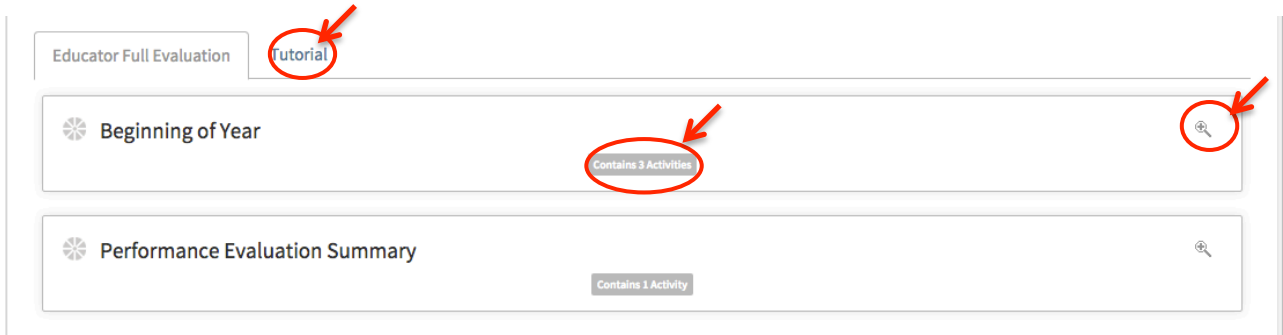 Educator Full Evaluation Tutorial
Beginning of Year
Contains 3 Activities
Performance Evaluation Summary
Contains 1 Activity